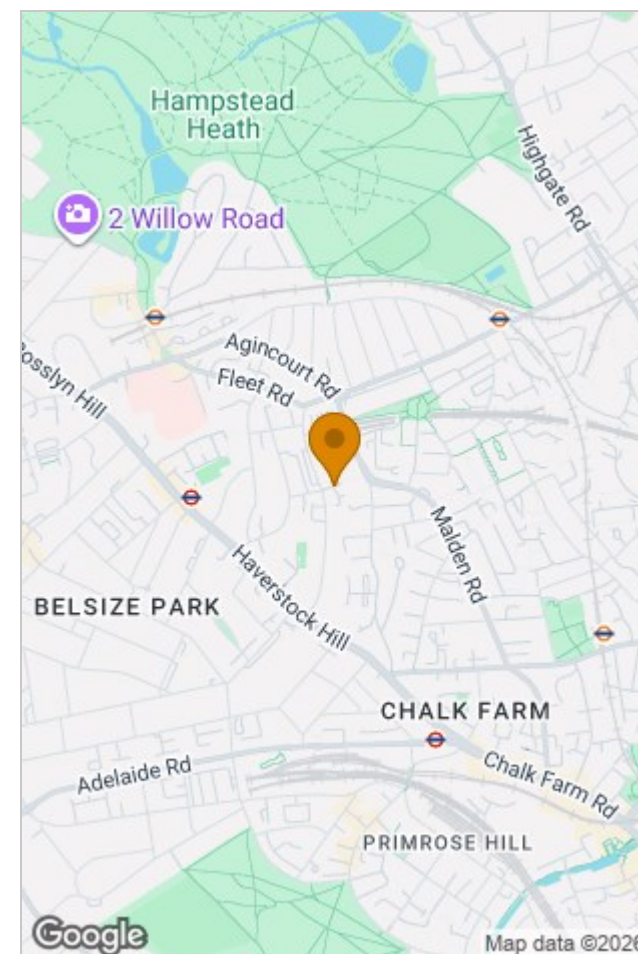 Hampstead
Heath
Highgate Rd
2 Willow Road
Agincourt Rd
Fleet Rd
osslyn Hill
Malden Rd
Haverstock Hill
BELSIZE PARK
CHALK FARM
Adelaide Rd
Chalk Farm Rd
PRIMROSE HILL
Google
Map data ©2026